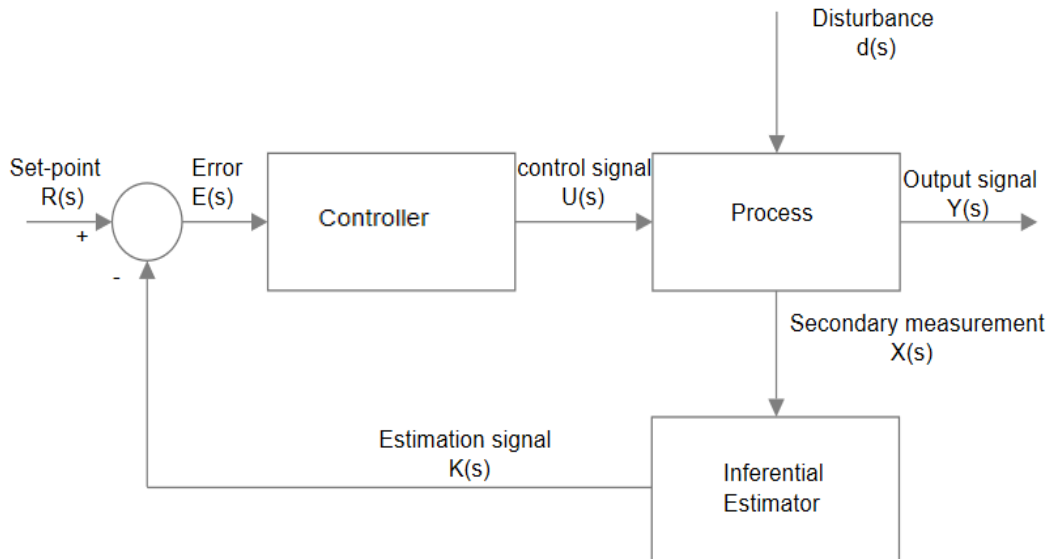 Disturbance
d(s)
Set-point
R(s)
+
-
Error
E(s)
Controller
control signal
U(s)
Process
Output signal
Y(s)
Secondary measurement
X(s)
Estimation signal
K(s)
Inferential
Estimator